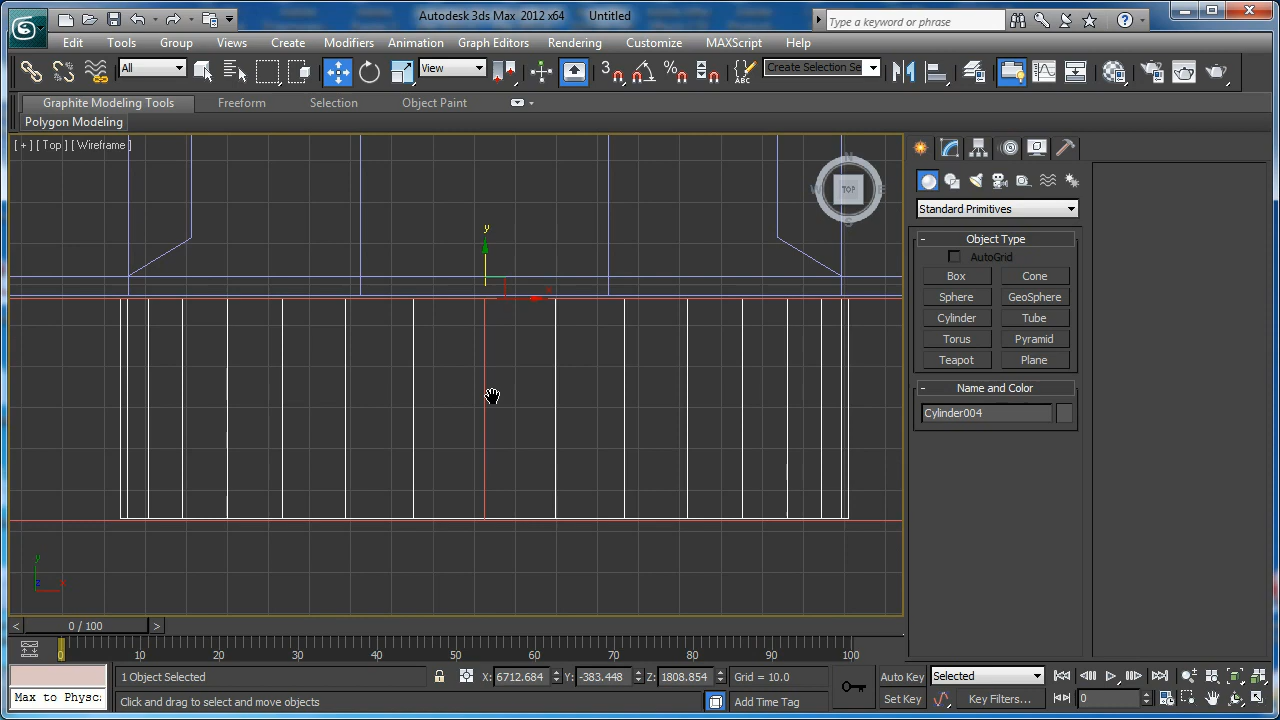 Autodesk 3ds Max 2012 x64 Untitled
Type a keyword or phrase
Edit Tools Group Views Create Modifiers Animation Graph Editors Rendering Customize MAXScript Help
All View 3 Create Selection Se
Graphite Modeling Tools Freeform Selection Object Paint
Polygon Modeling
[ + ] [ Top ] [ Wireframe ]
N
W TOP E
S
Standard Primitives
- Object Type
AutoGrid
Box Cone
Sphere GeoSphere
Cylinder Tube
Torus Pyramid
Teapot Plane
- Name and Color
Cylinder004
y
x
y
z x
< 0 / 100 >
0 10 20 30 40 50 60 70 80 90 100
1 Object Selected X: 6712.684 Y: -383.448 Z: 1808.854 Grid = 10.0 Auto Key Selected
Max to Physc Click and drag to select and move objects Add Time Tag Set Key Key Filters... 0